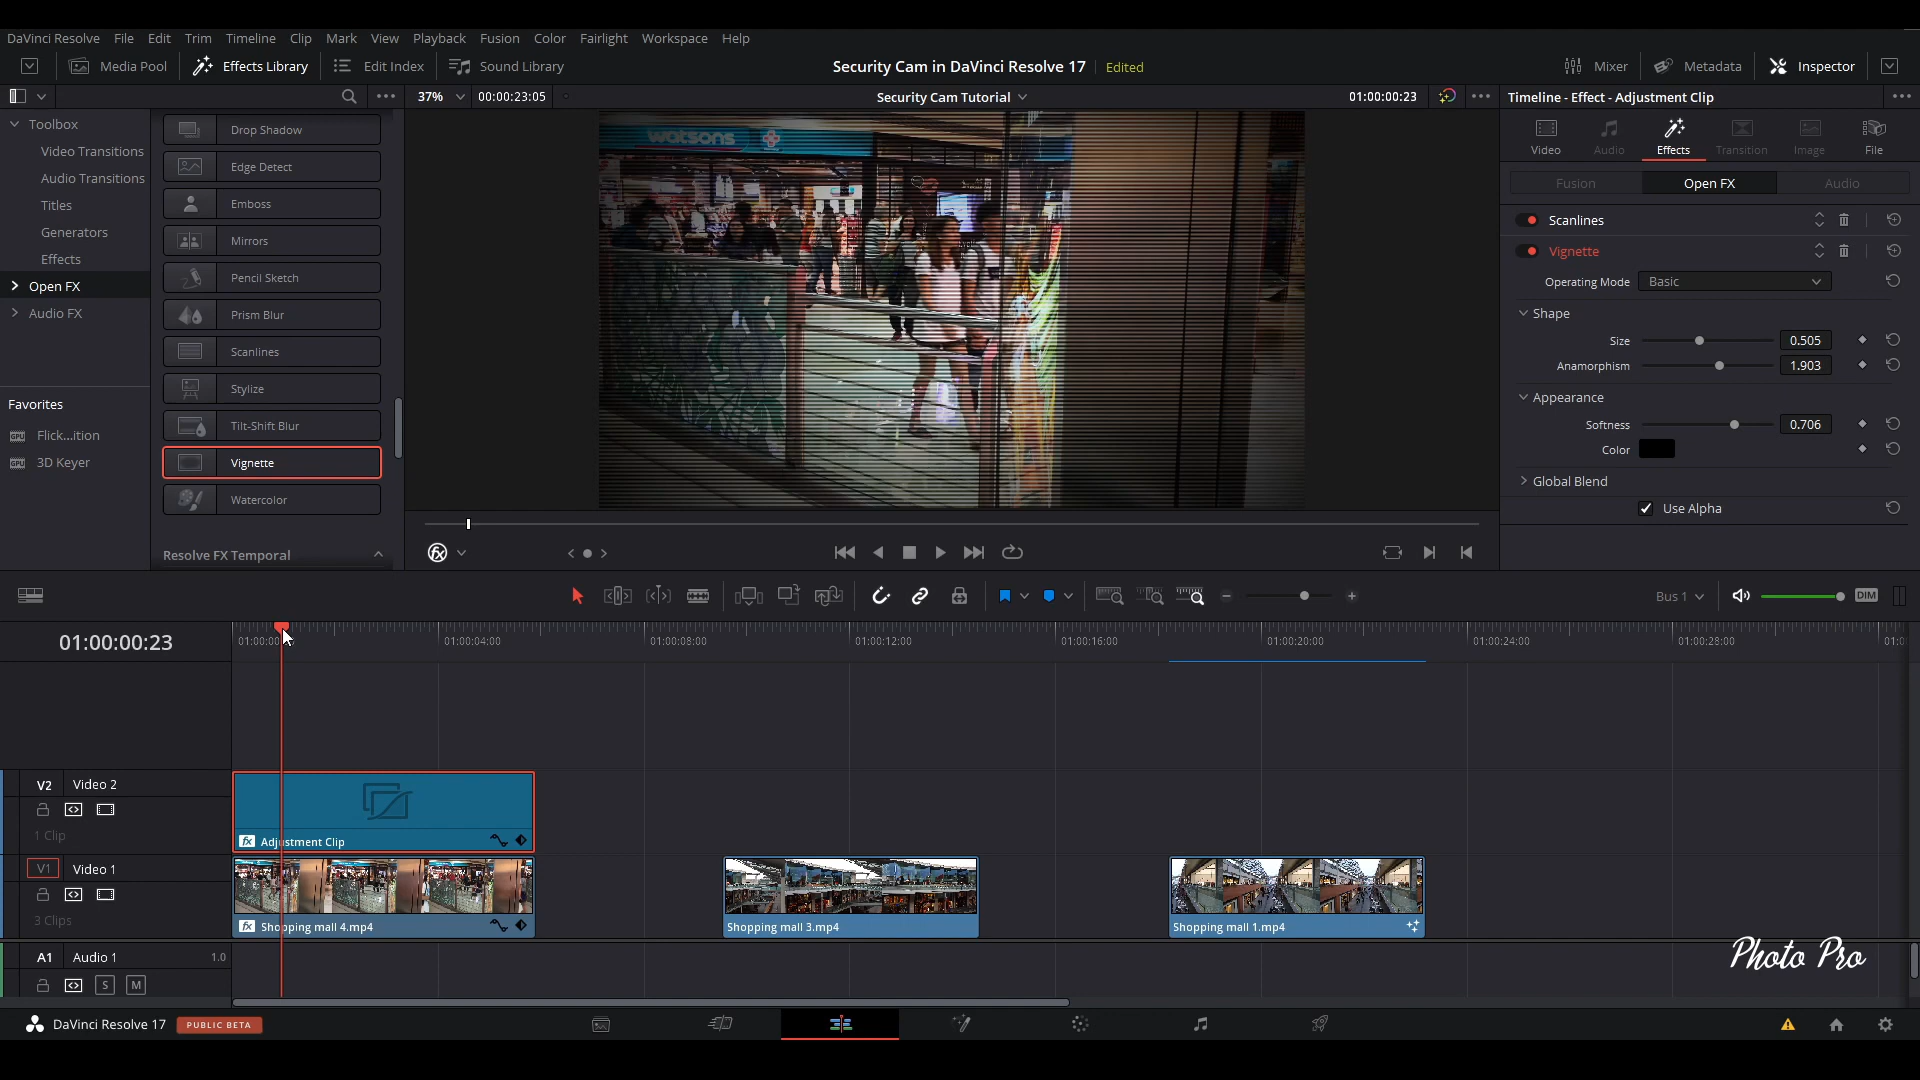 DaVinci Resolve File Edit Trim Timeline Clip Mark View Playback Fusion Color Fairlight Workspace Help
Media Pool Effects Library Edit Index Sound Library Security Cam in DaVinci Resolve 17 Edited Mixer Metadata Inspector
37% 00:00:23:05 Security Cam Tutorial 01:00:00:23 Timeline - Effect - Adjustment Clip
Toolbox
Video Transitions
Audio Transitions
Titles
Generators
Effects
Open FX
Audio FX
Favorites
Flick...ition
3D Keyer
Drop Shadow
Edge Detect
Emboss
Mirrors
Pencil Sketch
Prism Blur
Scanlines
Stylize
Tilt-Shift Blur
Vignette
Watercolor
Resolve FX Temporal
watsons
Video Audio Effects Transition Image File
Fusion Open FX Audio
Scanlines
Vignette
Operating Mode Basic
Shape
Size 0.505
Anamorphism 1.903
Appearance
Softness 0.706
Color
Global Blend
Use Alpha
Bus 1 DIM
01:00:00:23
01:00:04:00 01:00:08:00 01:00:12:00 01:00:16:00 01:00:20:00 01:00:24:00 01:00:28:00
V2 Video 2
1 Clip
fx Adjustment Clip
V1 Video 1
3 Clips
fx Shopping mall 4.mp4 Shopping mall 3.mp4 Shopping mall 1.mp4
A1 Audio 1 1.0
S M
Photo Pro
DaVinci Resolve 17 PUBLIC BETA